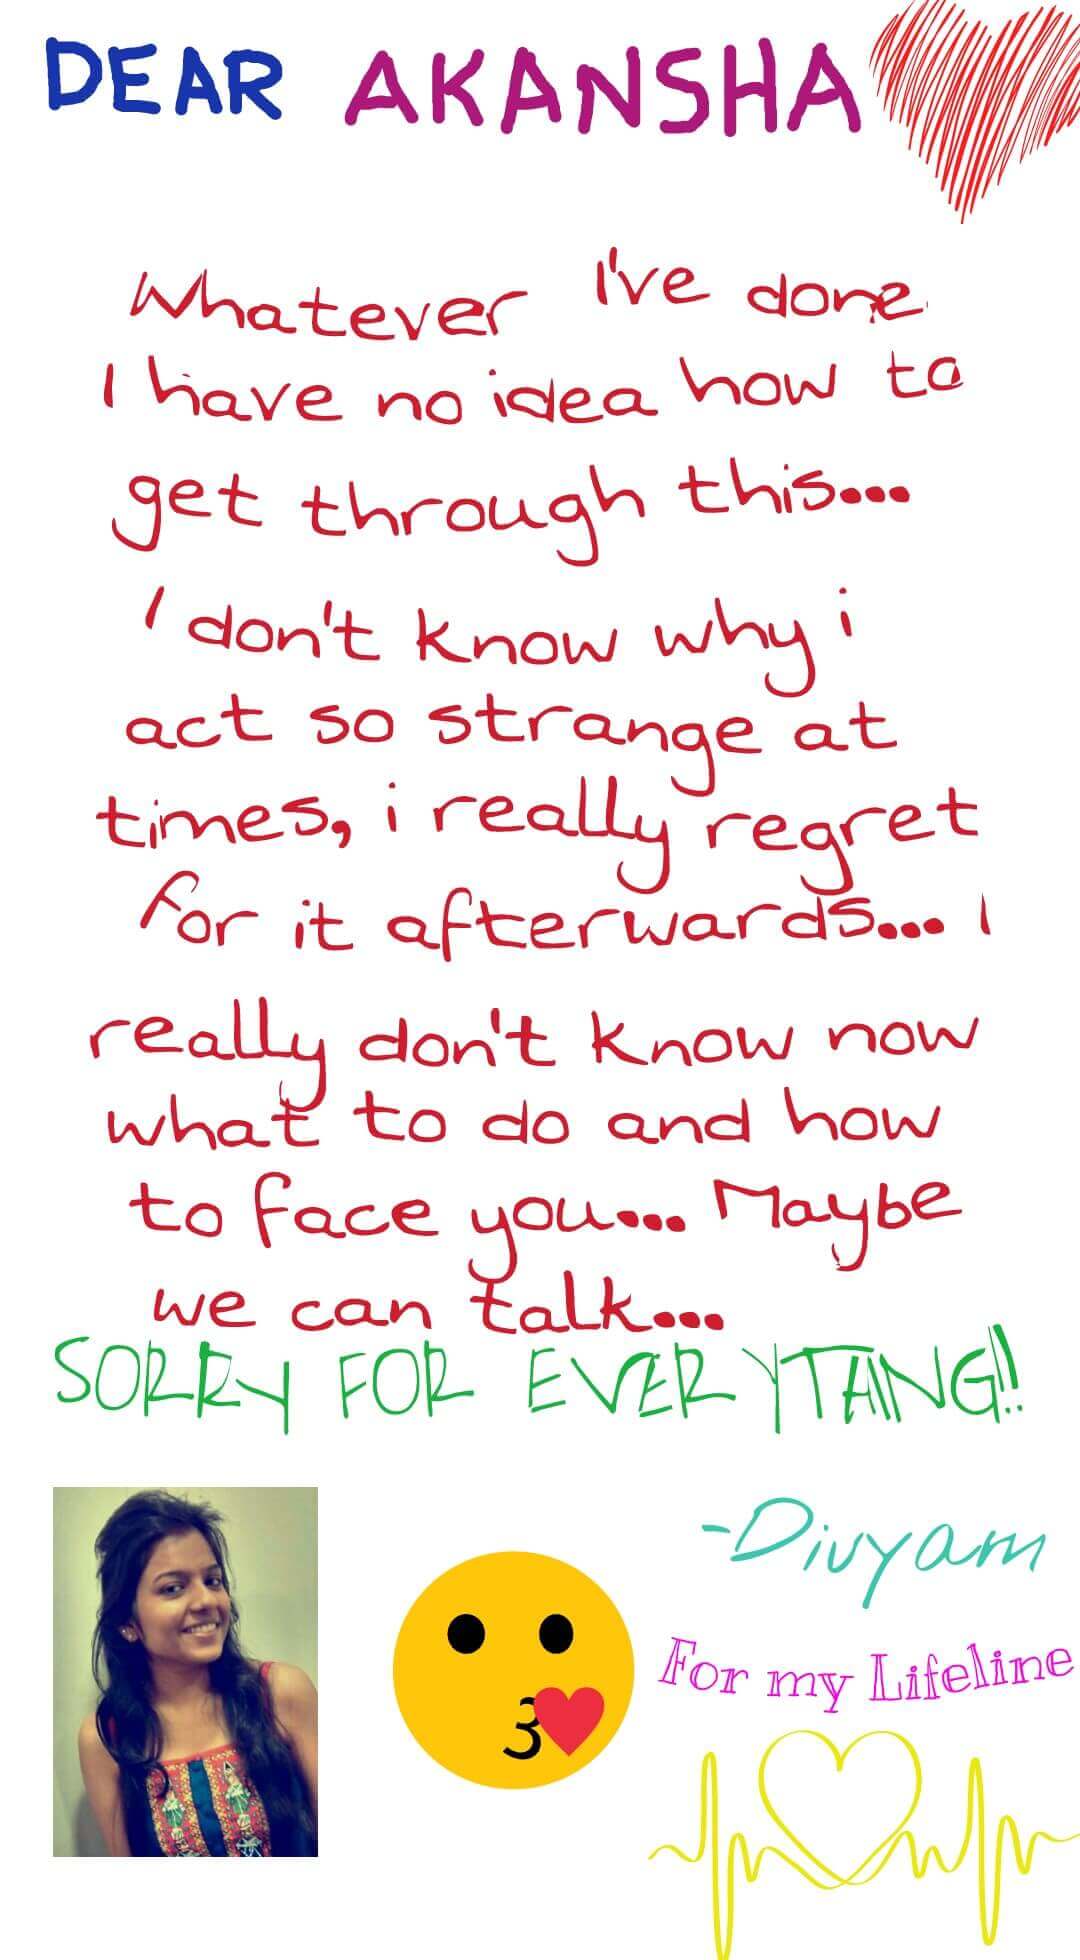 DEAR AKANSHA
Whatever I've done
I have no idea how to
get through this...
I don't know why i
act so strange at
times, i really regret
for it afterwards... I
really don't know now
what to do and how
to face you... Maybe
we can talk...
SORRY FOR EVERYTHING!!
-Divyam
For my Lifeline